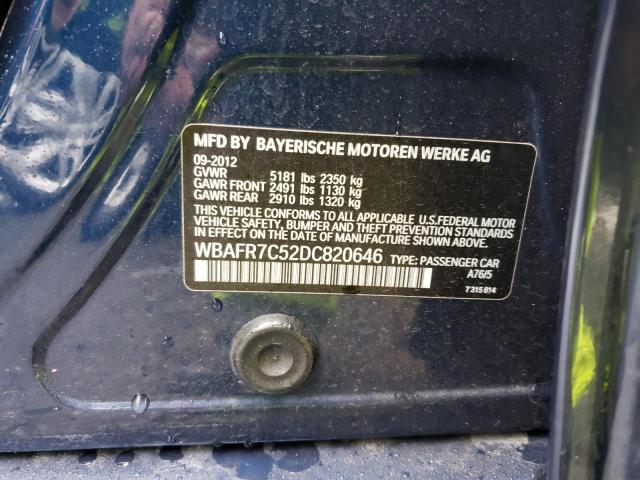 MFD BY BAYERISCHE MOTOREN WERKE AG
09-2012
GVWR 5181 lbs 2350 kg
GAWR FRONT 2491 lbs 1130 kg
GAWR REAR 2910 lbs 1320 kg
THIS VEHICLE CONFORMS TO ALL APPLICABLE U.S.FEDERAL MOTOR
VEHICLE SAFETY, BUMPER AND THEFT PREVENTION STANDARDS
IN EFFECT ON THE DATE OF MANUFACTURE SHOWN ABOVE.
WBAFR7C52DC820646 TYPE: PASSENGER CAR
A76/5
7315814